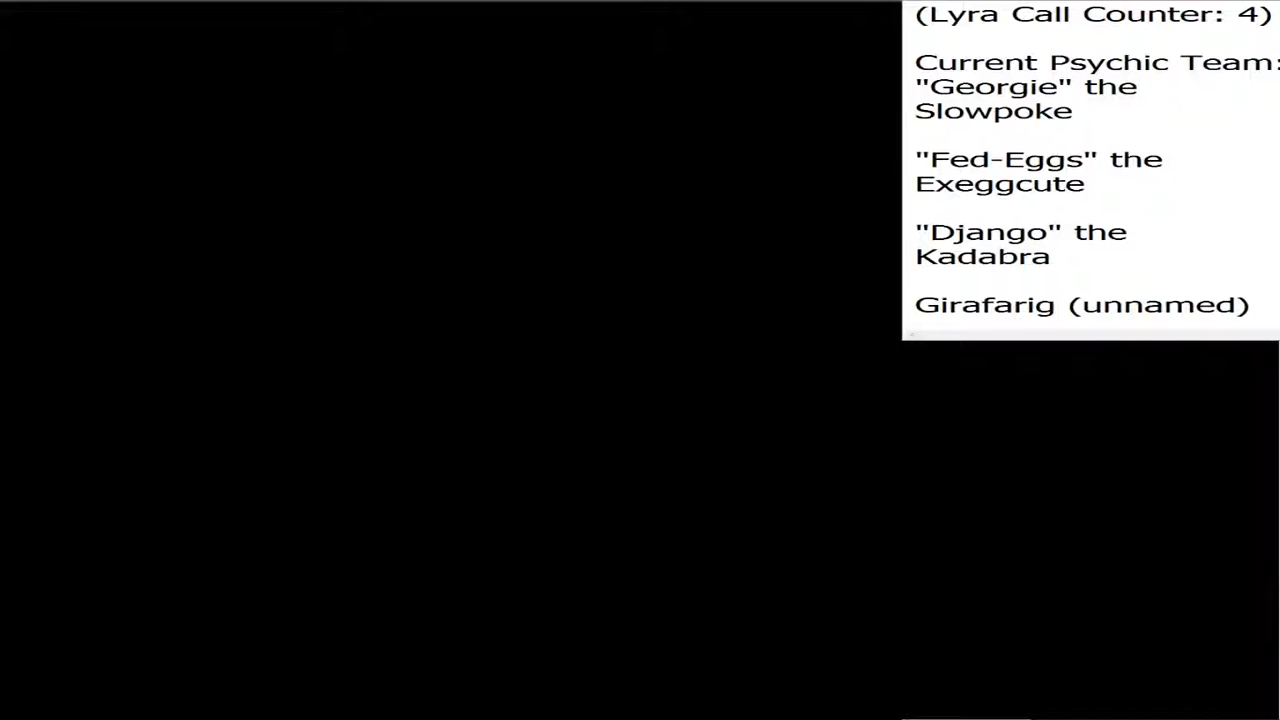 (Lyra Call Counter: 4)
Current Psychic Team:
"Georgie" the
Slowpoke
"Fed-Eggs" the
Exeggcute
"Django" the
Kadabra
Girafarig (unnamed)